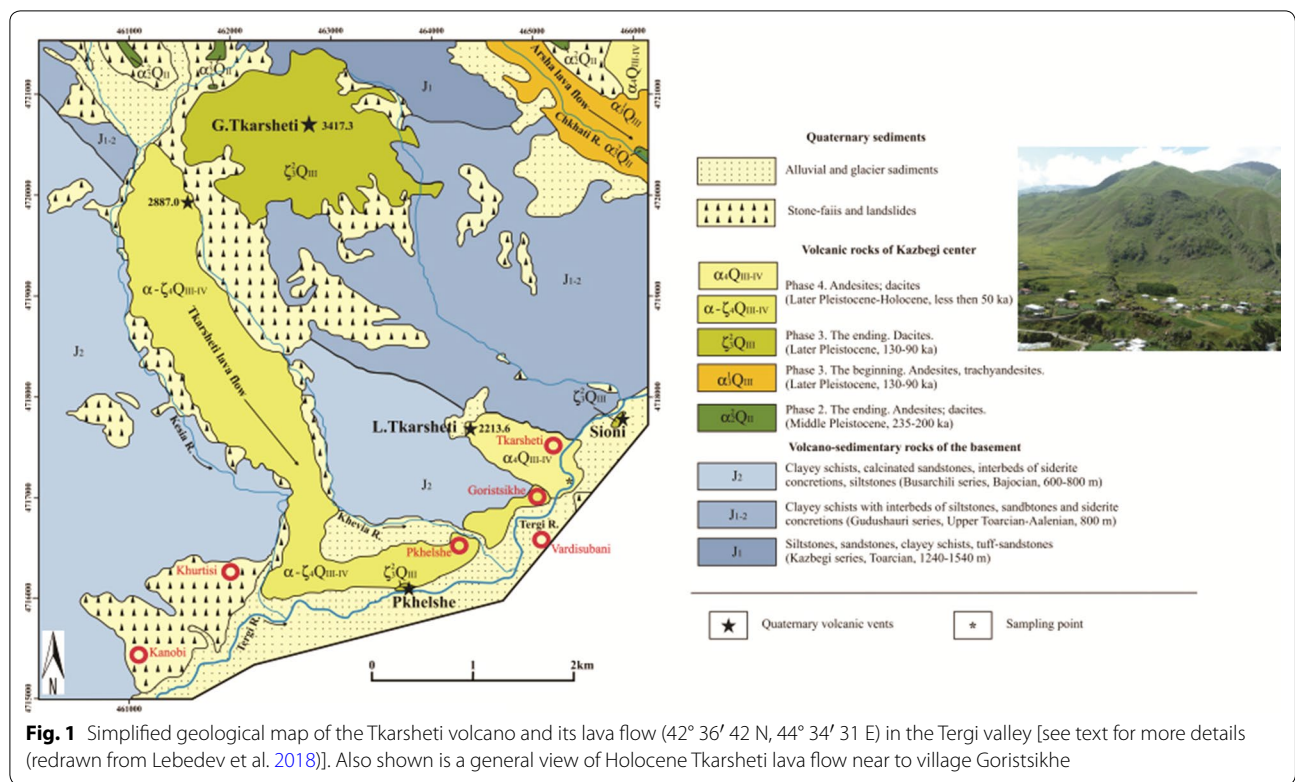 461000 462000 464000 465000 466000
4721000
4720000
4719000
4718000
4717000
4716000
4715000
4721000
4720000
4719000
4718000
461000
α₂²QII
α₂²QII
J₁
Arsha lava flow
α₄QIII-IV
α₃¹QIII
Chkhati R.
α₂²QII
G.Tkarsheti 3417.3
J₁₋₂
ζ₃²QIII
2887.0
α-ζ₄QIII-IV
J₁₋₂
Tkarsheti lava flow
J₂
Kesia R.
ζ₃²QIII
L.Tkarsheti 2213.6
Sioni
Tkarsheti
α₄QIII-IV
J₂
Goristsikhe
Khevia R.
Tergi R.
Pkhelshe
Vardisubani
Khurtisi
α-ζ₄QIII-IV
ζ₃²QIII
Pkhelshe
Tergi R.
Kanobi
N
0 1 2km
Quaternary sediments
Alluvial and glacier sadiments
Stone-faiis and landslides
Volcanic rocks of Kazbegi center
α₄QIII-IV
Phase 4. Andesites; dacites
α-ζ₄QIII-IV
(Later Pleistocene-Holocene, less then 50 ka)
ζ₃²QIII
Phase 3. The ending. Dacites.
(Later Pleistocene, 130-90 ka)
α₃¹QIII
Phase 3. The beginning. Andesites, trachyandesites.
(Later Pleistocene, 130-90 ka)
α₂²QII
Phase 2. The ending. Andesites; dacites.
(Middle Pleistocene, 235-200 ka)
Volcano-sedimentary rocks of the basement
J₂
Clayey schists, calcinated sandstones, interbeds of siderite
concretions, siltstones (Busarchili series, Bajocian, 600-800 m)
J₁₋₂
Clayey schists with interbeds of siltstones, sandbtones and siderite
concretions (Gudushauri series, Upper Toarcian-Aalenian, 800 m)
J₁
Siltstones, sandstones, clayey schists, tuff-sandstones
(Kazbegi series, Toarcian, 1240-1540 m)
Quaternary volcanic vents
Sampling point
Fig. 1 Simplified geological map of the Tkarsheti volcano and its lava flow (42° 36′ 42 N, 44° 34′ 31 E) in the Tergi valley [see text for more details
(redrawn from Lebedev et al. 2018)]. Also shown is a general view of Holocene Tkarsheti lava flow near to village Goristsikhe